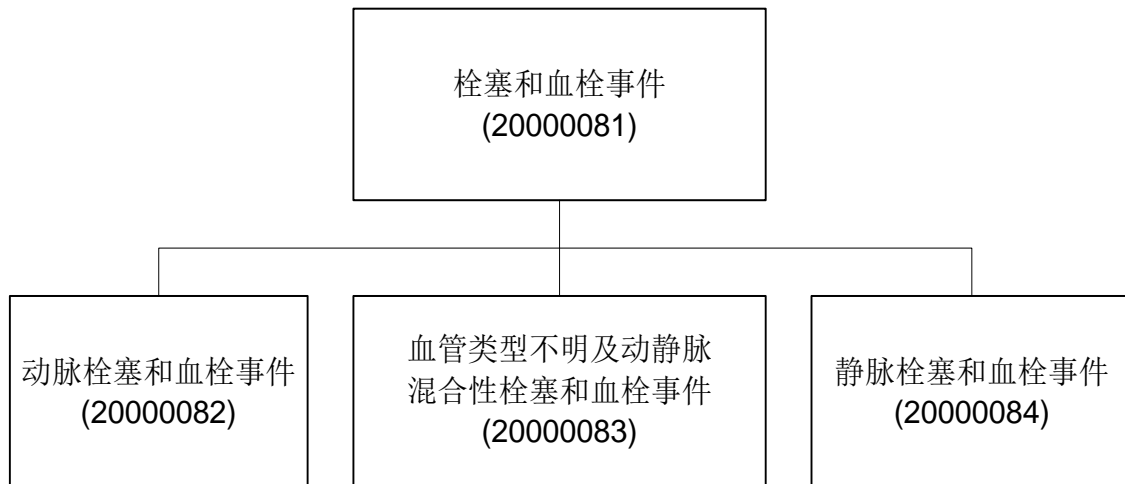 栓塞和血栓事件
(20000081)
动脉栓塞和血栓事件
(20000082)
血管类型不明及动静脉
混合性栓塞和血栓事件
(20000083)
静脉栓塞和血栓事件
(20000084)